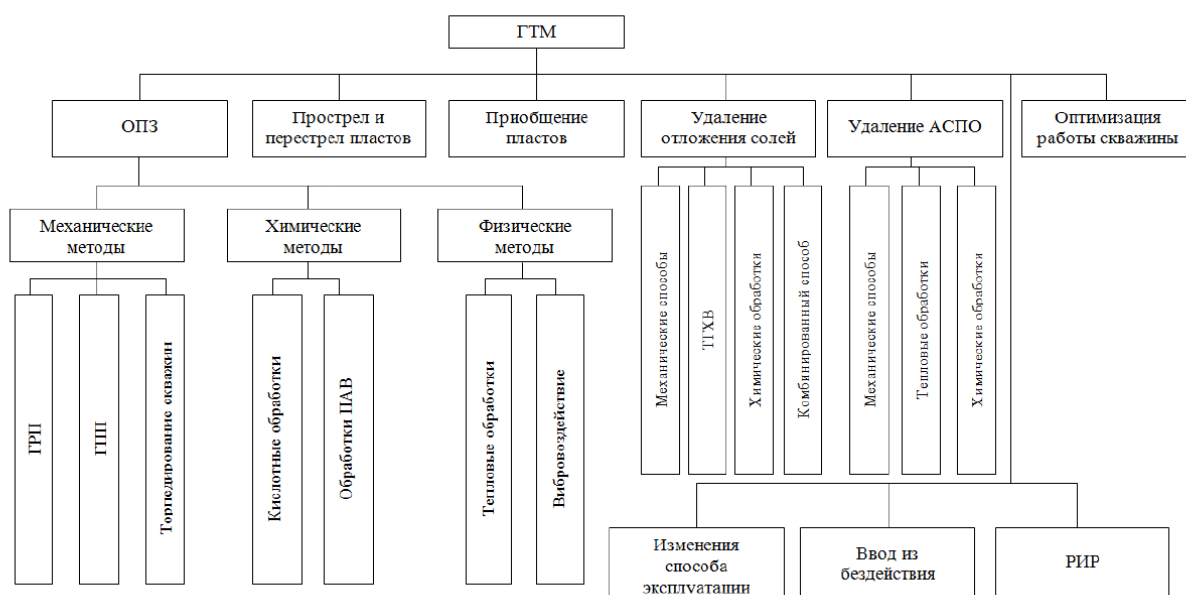 ГТМ
ОПЗ
Прострел и
перестрел пластов
Приобщение
пластов
Удаление
отложения солей
Удаление АСПО
Оптимизация
работы скважины
Механические
методы
Химические
методы
Физические
методы
ГРП
ГПП
Торпедирование скважин
Кислотные обработки
Обработки ПАВ
Тепловые обработки
Вибровоздействие
Механические способы
ТГХВ
Химические обработки
Комбинированный способ
Механические способы
Тепловые обработки
Химические обработки
Изменения
способа
эксплуатации
Ввод из
бездействия
РИР